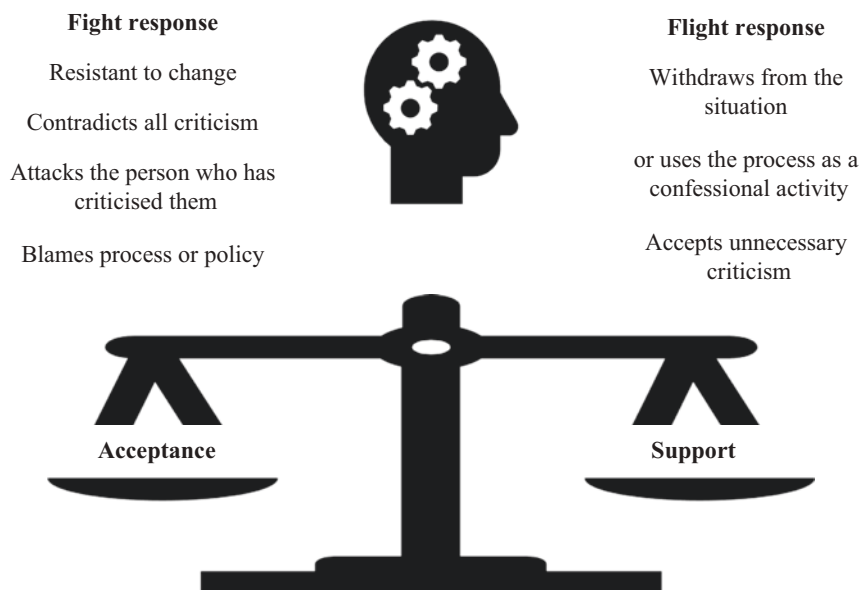 Fight response
Resistant to change
Contradicts all criticism
Attacks the person who has
criticised them
Blames process or policy
Flight response
Withdraws from the
situation
or uses the process as a
confessional activity
Accepts unnecessary
criticism
Acceptance
Support